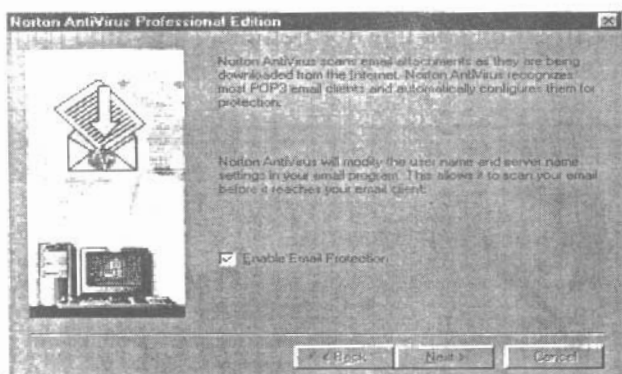 Norton AntiVirus Professional Edition
Norton AntiVirus scans email attachments as they are being
downloaded from the Internet. Norton AntiVirus recognizes
most POP3 email clients and automatically configures them for
protection.
Norton AntiVirus will modify the user name and server name
settings in your email program. This allows it to scan your email
before it reaches your email client.
Enable Email Protection
< Back
Next >
Cancel